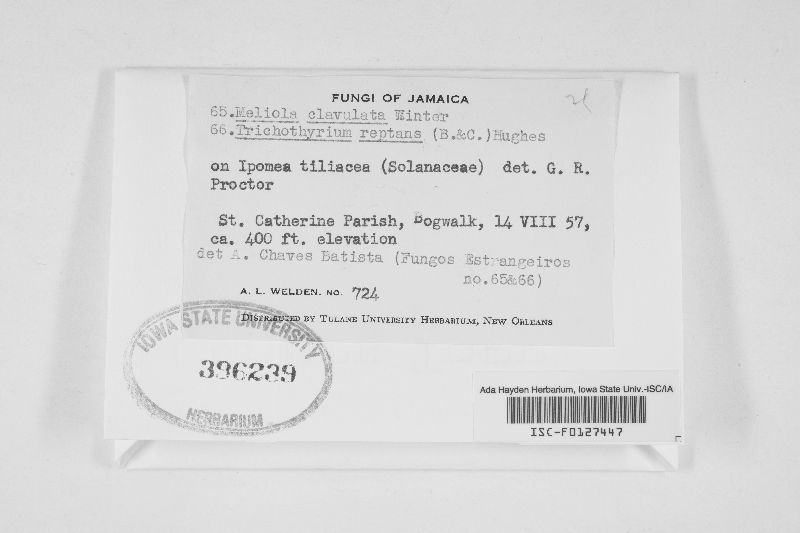 FUNGI OF JAMAICA
65.Meliola clavulata Winter
66.Trichothyrium reptans (B.&C.)Hughes
on Ipomea tiliacea (Solanaceae) det. G. R.
Proctor
St. Catherine Parish, Bogwalk, 14 VIII 57,
ca. 400 ft. elevation
det A. Chaves Batista (Fungos Estrangeiros
no.65&66)
A. L. WELDEN. NO. 724
DISTRIBUTED BY TULANE UNIVERSITY HERBARIUM, NEW ORLEANS
IOWA STATE UNIVERSITY
396239
HERBARIUM
Ada Hayden Herbarium, Iowa State Univ.-ISC/IA
ISC-F0127447